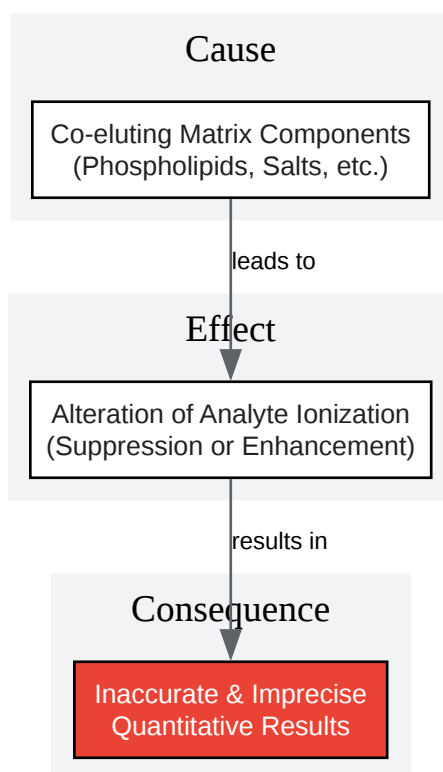 Cause
Co-eluting Matrix Components
(Phospholipids, Salts, etc.)
leads to
Effect
Alteration of Analyte Ionization
(Suppression or Enhancement)
results in
Consequence
Inaccurate & Imprecise
Quantitative Results